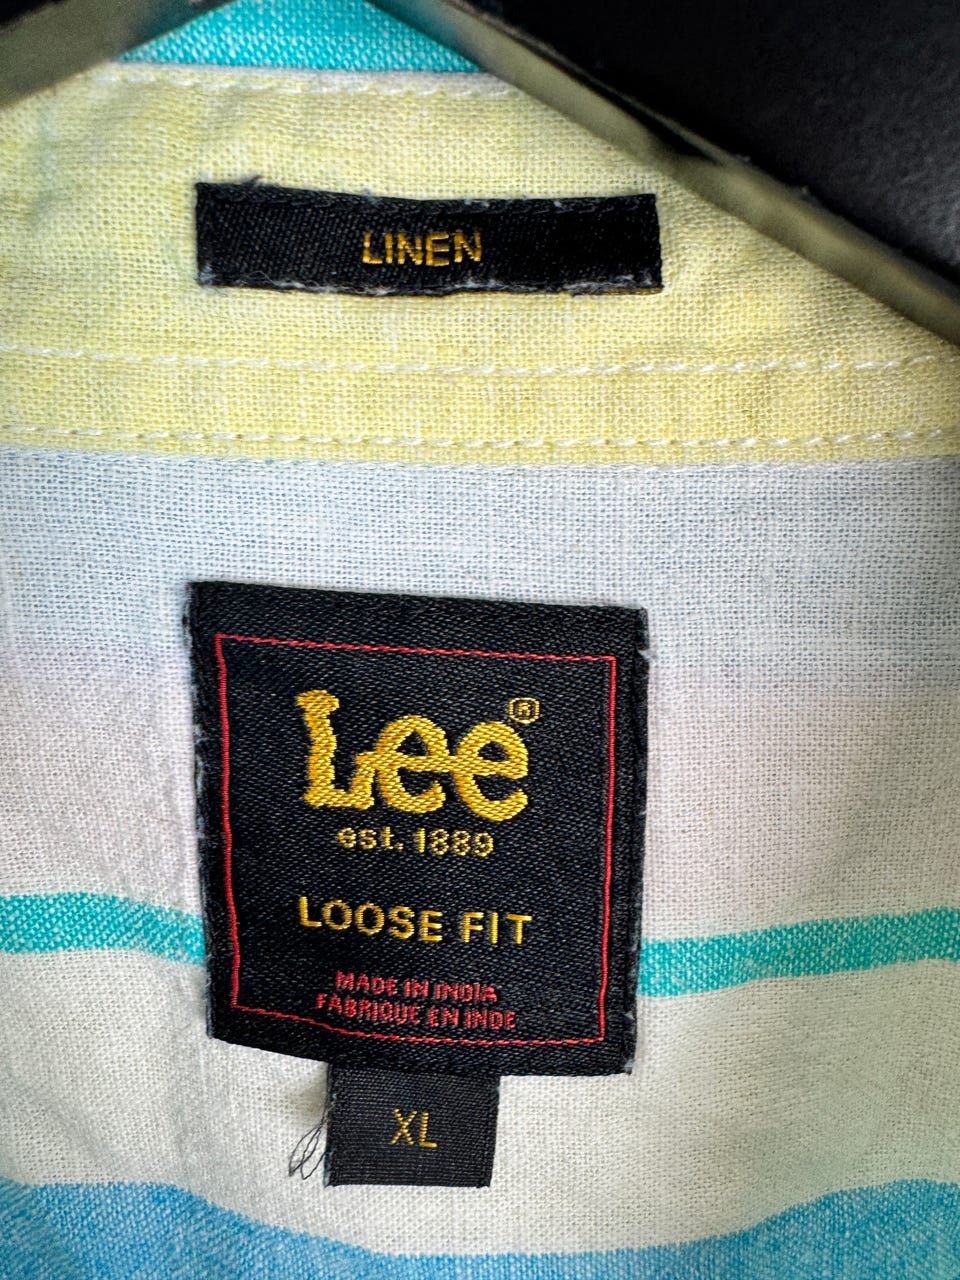 LINEN
Lee®
est. 1889
LOOSE FIT
MADE IN INDIA
FABRIQUE EN INDE
XL